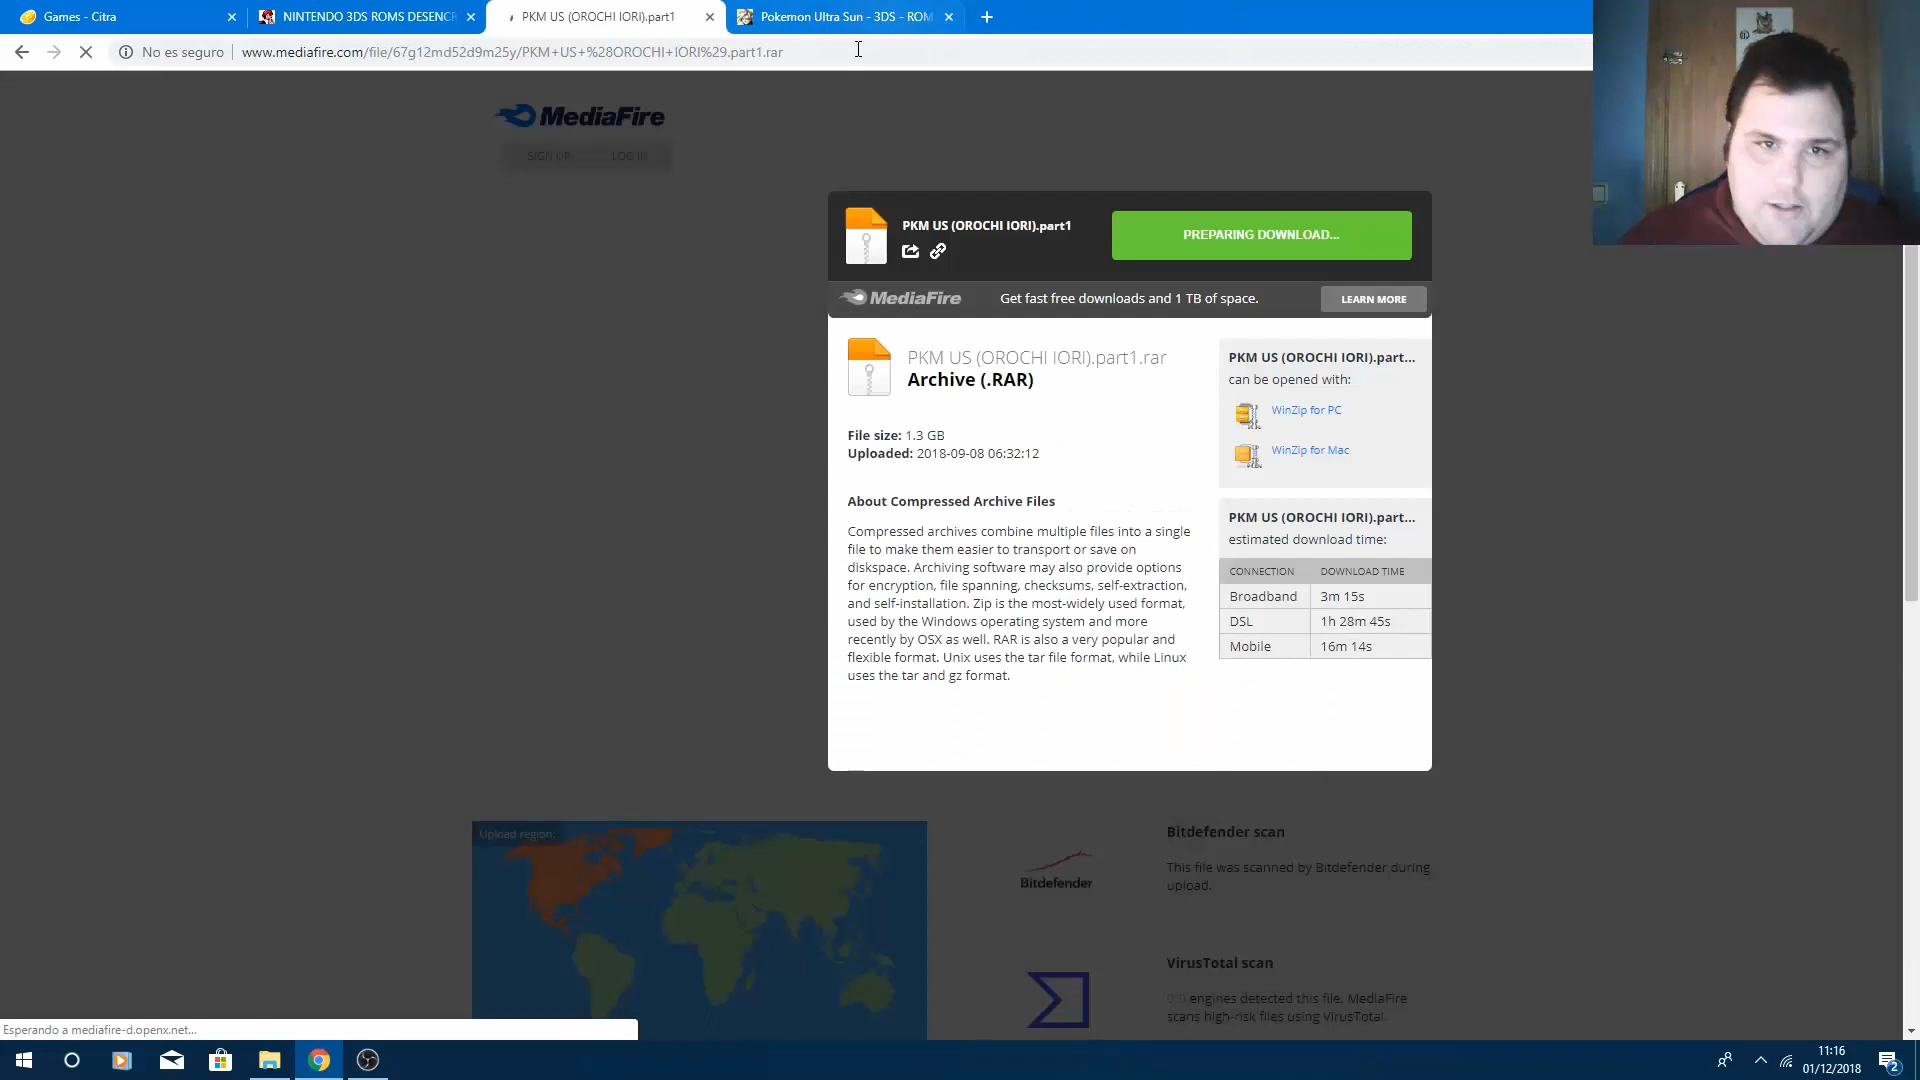 Games - Citra
NINTENDO 3DS ROMS DESENCR
PKM US (OROCHI IORI).part1
Pokemon Ultra Sun - 3DS - ROM
No es seguro
www.mediafire.com/file/67g12md52d9m25y/PKM+US+%28OROCHI+IORI%29.part1.rar
MediaFire
SIGN UP
LOG IN
PKM US (OROCHI IORI).part1
PREPARING DOWNLOAD...
MediaFire
Get fast free downloads and 1 TB of space.
LEARN MORE
PKM US (OROCHI IORI).part1.rar
Archive (.RAR)
File size: 1.3 GB
Uploaded: 2018-09-08 06:32:12
About Compressed Archive Files
Compressed archives combine multiple files into a single
file to make them easier to transport or save on
diskspace. Archiving software may also provide options
for encryption, file spanning, checksums, self-extraction,
and self-installation. Zip is the most-widely used format,
used by the Windows operating system and more
recently by OSX as well. RAR is also a very popular and
flexible format. Unix uses the tar file format, while Linux
uses the tar and gz format.
PKM US (OROCHI IORI).part...
can be opened with:
WinZip for PC
WinZip for Mac
PKM US (OROCHI IORI).part...
estimated download time:
CONNECTION DOWNLOAD TIME
Broadband 3m 15s
DSL 1h 28m 45s
Mobile 16m 14s
Upload region:
Bitdefender
Bitdefender scan
This file was scanned by Bitdefender during
upload.
VirusTotal scan
engines detected this file. MediaFire
scans high-risk files using VirusTotal.
Esperando a mediafire-d.openx.net...
11:16
01/12/2018
2